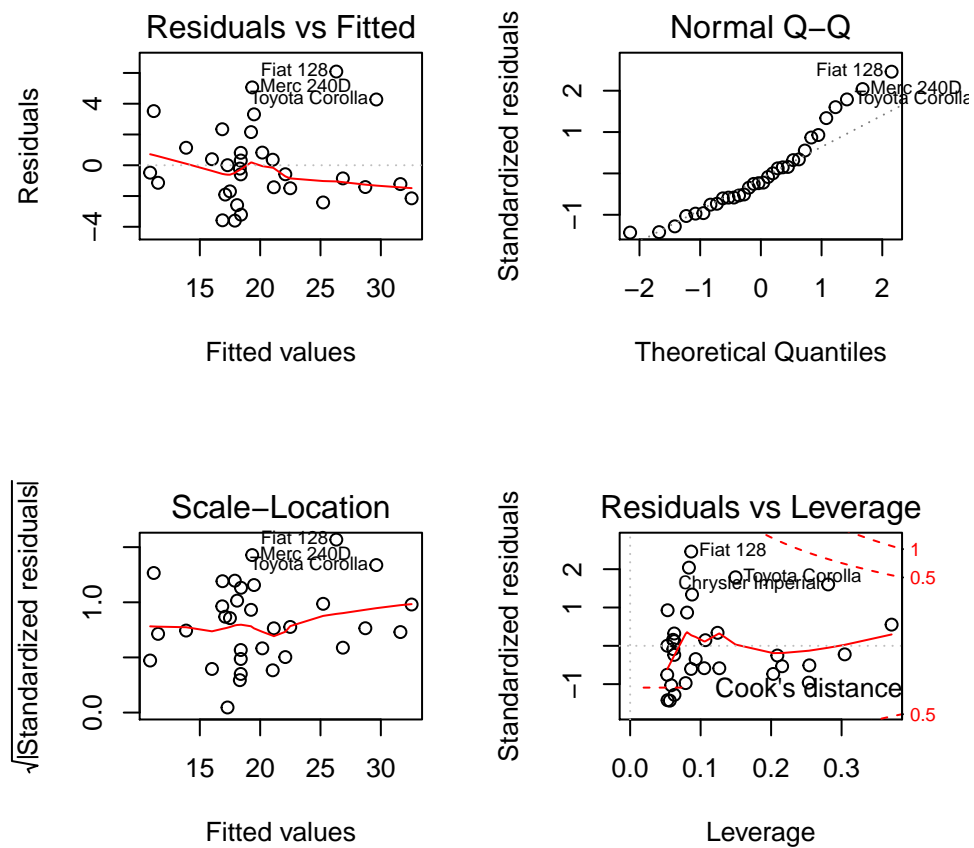 Residuals vs Fitted
Residuals
4
0
−4
Fiat 128
Merc 240D
Toyota Corolla
15 20 25 30
Fitted values
Normal Q−Q
Standardized residuals
2
1
−1
Fiat 128
Merc 240D
Toyota Corolla
−2 −1 0 1 2
Theoretical Quantiles
Scale−Location
√|Standardized residuals|
1.0
0.0
Fiat 128
Merc 240D
Toyota Corolla
15 20 25 30
Fitted values
Residuals vs Leverage
Standardized residuals
2
1
−1
Fiat 128
Toyota Corolla
Chrysler Imperial
Cook's distance
1
0.5
0.5
0.0 0.1 0.2 0.3
Leverage